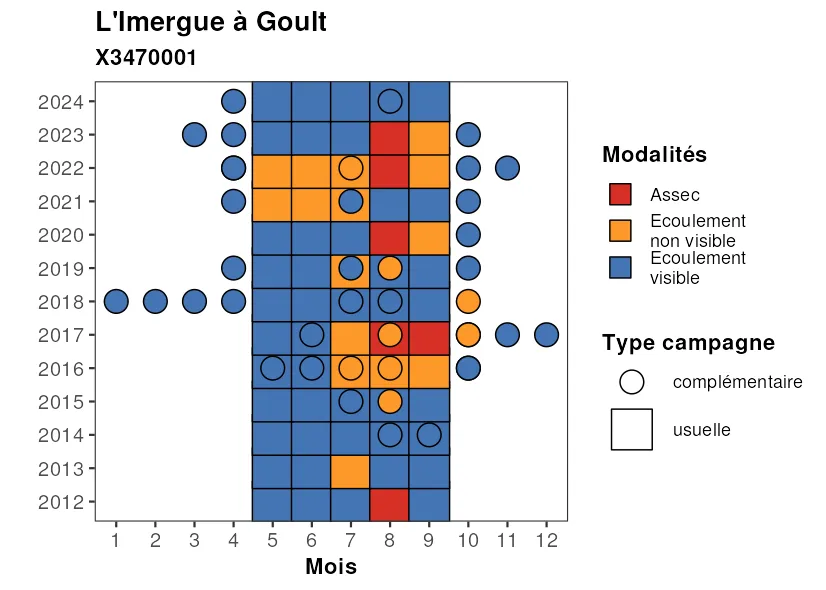 L'Imergue à Goult
X3470001
2024
2023
2022
2021
2020
2019
2018
2017
2016
2015
2014
2013
2012
1 2 3 4 5 6 7 8 9 10 11 12
Mois
Modalités
Assec
Ecoulement
non visible
Ecoulement
visible
Type campagne
complémentaire
usuelle